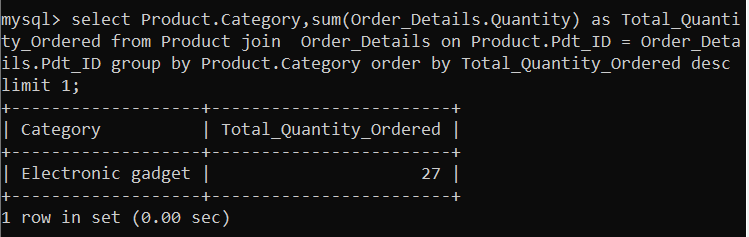 mysql> select Product.Category,sum(Order_Details.Quantity) as Total_Quanti
ty_Ordered from Product join  Order_Details on Product.Pdt_ID = Order_Deta
ils.Pdt_ID group by Product.Category order by Total_Quantity_Ordered desc
limit 1;
+-------------------+------------------------+
| Category          | Total_Quantity_Ordered |
+-------------------+------------------------+
| Electronic gadget |                     27 |
+-------------------+------------------------+
1 row in set (0.00 sec)